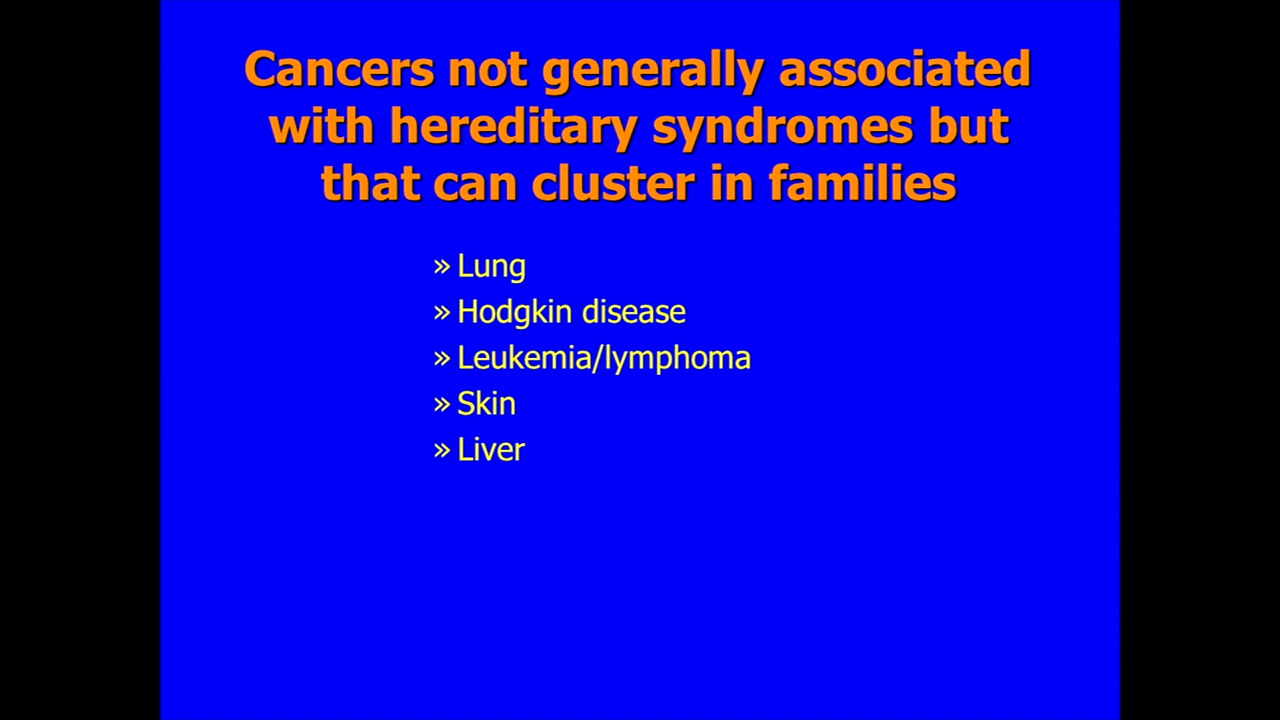 Cancers not generally associated
with hereditary syndromes but
that can cluster in families
» Lung
» Hodgkin disease
» Leukemia/lymphoma
» Skin
» Liver